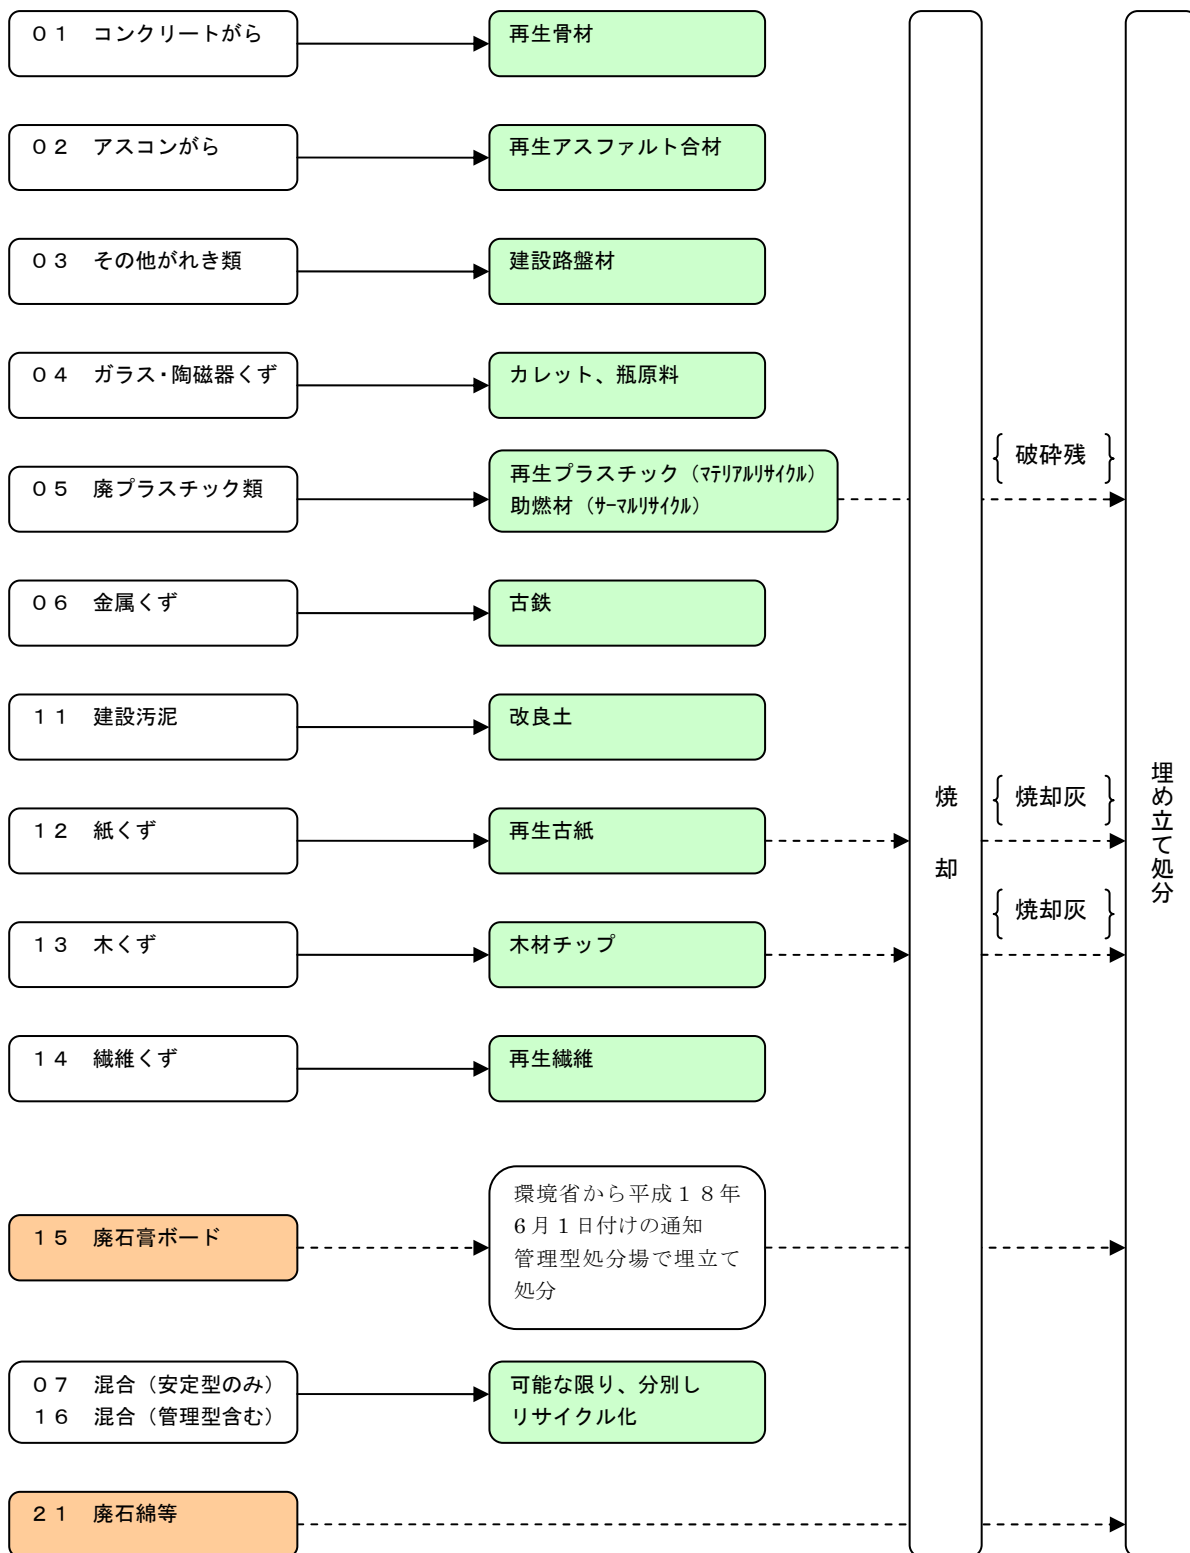 ０１　コンクリートがら
再生骨材
０２　アスコンがら
再生アスファルト合材
０３　その他がれき類
建設路盤材
０４　ガラス・陶磁器くず
カレット、瓶原料
０５　廃プラスチック類
再生プラスチック（ﾏﾃﾘｱﾙﾘｻｲｸﾙ）
助燃材（ｻｰﾏﾙﾘｻｲｸﾙ）
破砕残
０６　金属くず
古鉄
１１　建設汚泥
改良土
１２　紙くず
再生古紙
焼却灰
１３　木くず
木材チップ
焼却灰
焼却
埋め立て処分
１４　繊維くず
再生繊維
１５　廃石膏ボード
環境省から平成１８年
6月１日付けの通知
管理型処分場で埋立て
処分
０７　混合（安定型のみ）
１６　混合（管理型含む）
可能な限り、分別し
リサイクル化
２１　廃石綿等